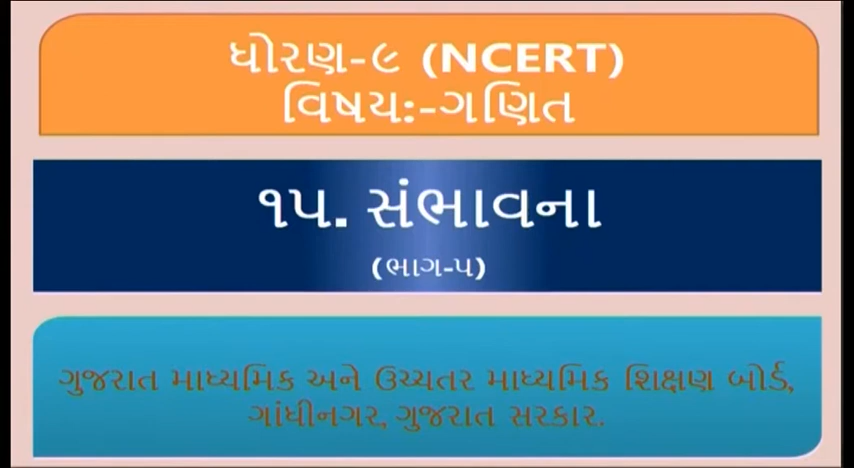 ધોરણ-૯ (NCERT)
વિષય:-ગણિત
૧૫. સંભાવના
(ભાગ-૫)
ગુજરાત માધ્યમિક અને ઉચ્ચતર માધ્યમિક શિક્ષણ બોર્ડ,
ગાંધીનગર, ગુજરાત સરકાર.